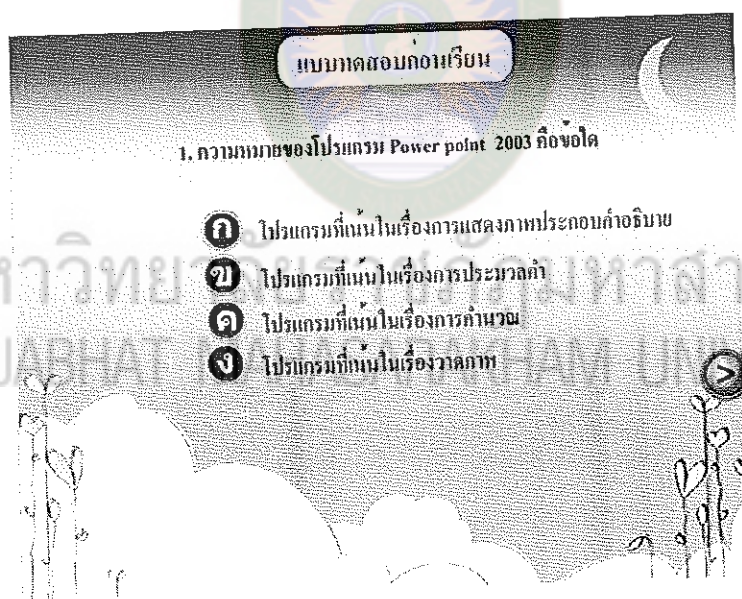 แบบทดสอบก่อนเรียน
1. ความหมายของโปรแกรม Power point 2003 คือข้อใด
ก โปรแกรมที่เน้นในเรื่องการแสดงภาพประกอบคำอธิบาย
ข โปรแกรมที่เน้นในเรื่องการประมวลคำ
ค โปรแกรมที่เน้นในเรื่องการคำนวณ
ง โปรแกรมที่เน้นในเรื่องวาดภาพ